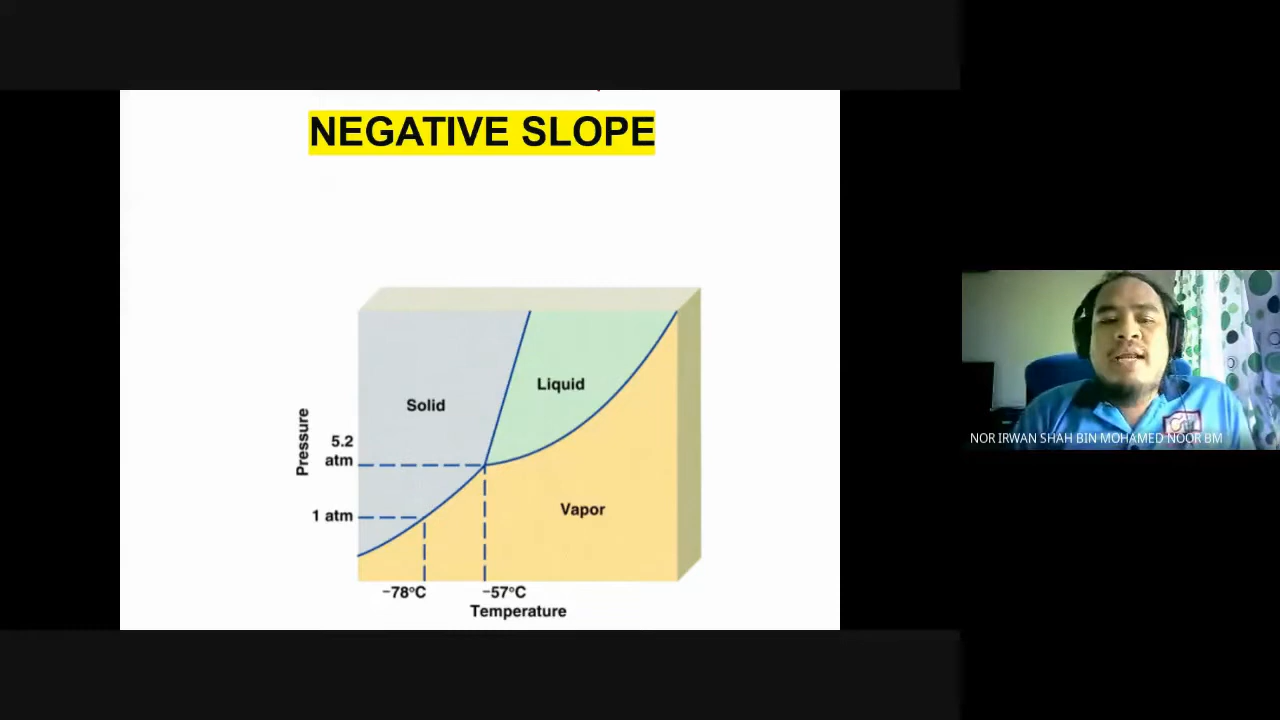 NEGATIVE SLOPE
Solid
Liquid
Pressure
5.2
atm
1 atm
Vapor
−78°C
−57°C
Temperature
NOR IRWAN SHAH BIN MOHAMED NOOR BM